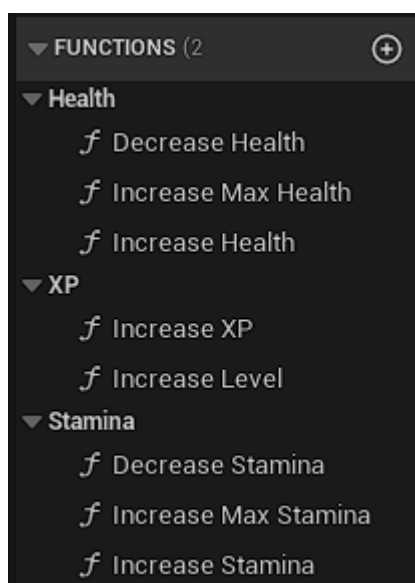 FUNCTIONS (2
Health
f Decrease Health
f Increase Max Health
f Increase Health
XP
f Increase XP
f Increase Level
Stamina
f Decrease Stamina
f Increase Max Stamina
f Increase Stamina